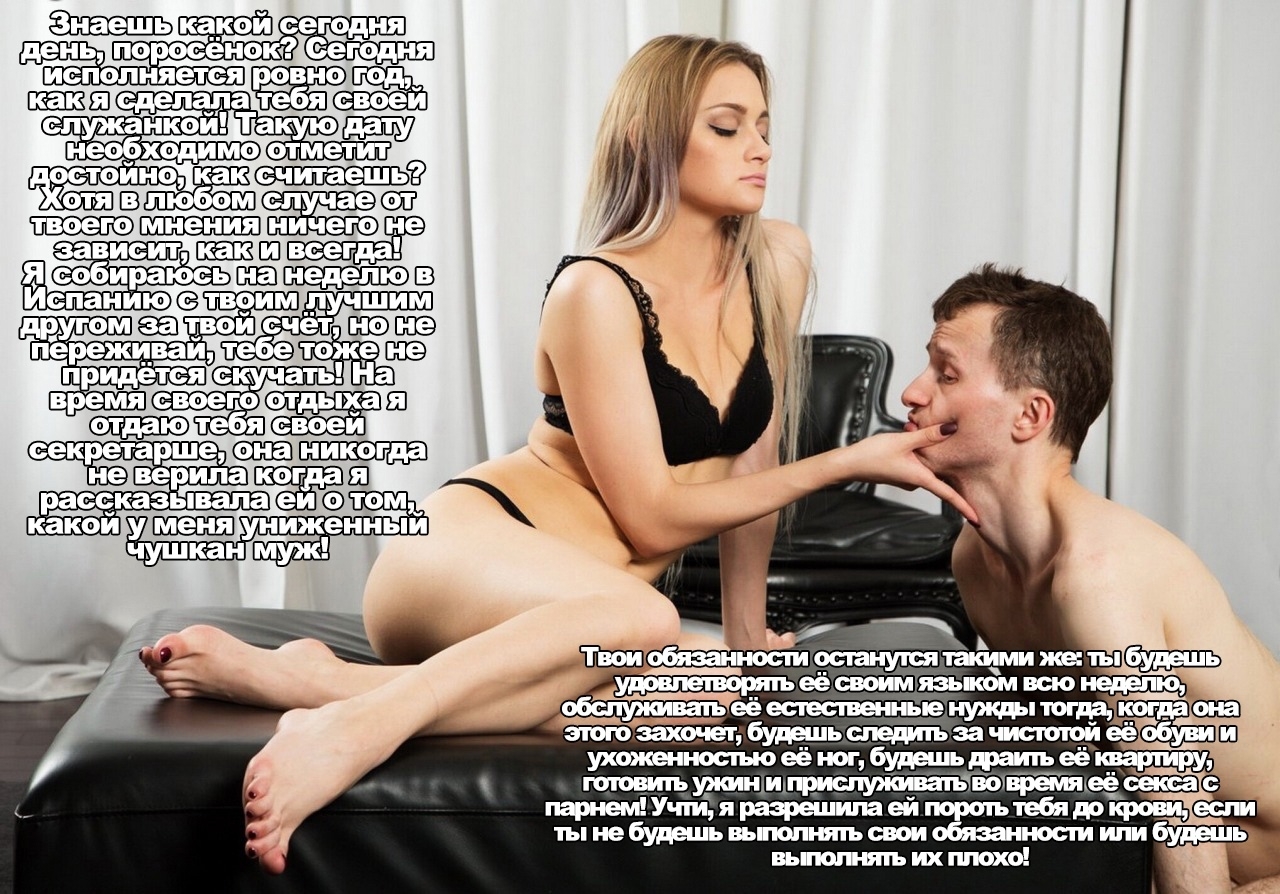 Знаешь какой сегодня
день, поросёнок? Сегодня
исполняется ровно год,
как я сделала тебя своей
служанкой! Такую дату
необходимо отметит
достойно, как считаешь?
Хотя в любом случае от
твоего мнения ничего не
зависит, как и всегда!
Я собираюсь на неделю в
Испанию с твоим лучшим
другом за твой счёт, но не
переживай, тебе тоже не
придётся скучать! На
время своего отдыха я
отдаю тебя своей
секретарше, она никогда
не верила когда я
рассказывала ей о том,
какой у меня униженный
чушкан муж!
Твои обязанности останутся такими же: ты будешь
удовлетворять её своим языком всю неделю,
обслуживать её естественные нужды тогда, когда она
этого захочет, будешь следить за чистотой её обуви и
ухоженностью её ног, будешь драить её квартиру,
готовить ужин и прислуживать во время её секса с
парнем! Учти, я разрешила ей пороть тебя до крови, если
ты не будешь выполнять свои обязанности или будешь
выполнять их плохо!